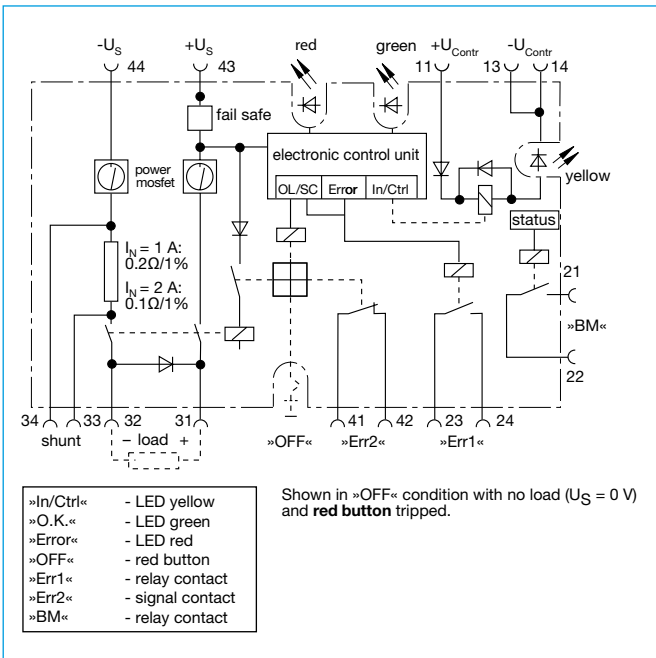 -US +US red green +UContr -UContr
44 43 11 13 14
fail safe
electronic control unit
OL/SC Error In/Ctrl
power
mosfet
yellow
status
IN = 1 A:
0.2Ω/1%
IN = 2 A:
0.1Ω/1%
21
»BM«
22
34 33 32 31 41 42 23 24
shunt − load + »OFF« »Err2« »Err1«
»In/Ctrl« - LED yellow
»O.K.« - LED green
»Error« - LED red
»OFF« - red button
»Err1« - relay contact
»Err2« - signal contact
»BM« - relay contact
Shown in »OFF« condition with no load (US = 0 V)
and red button tripped.